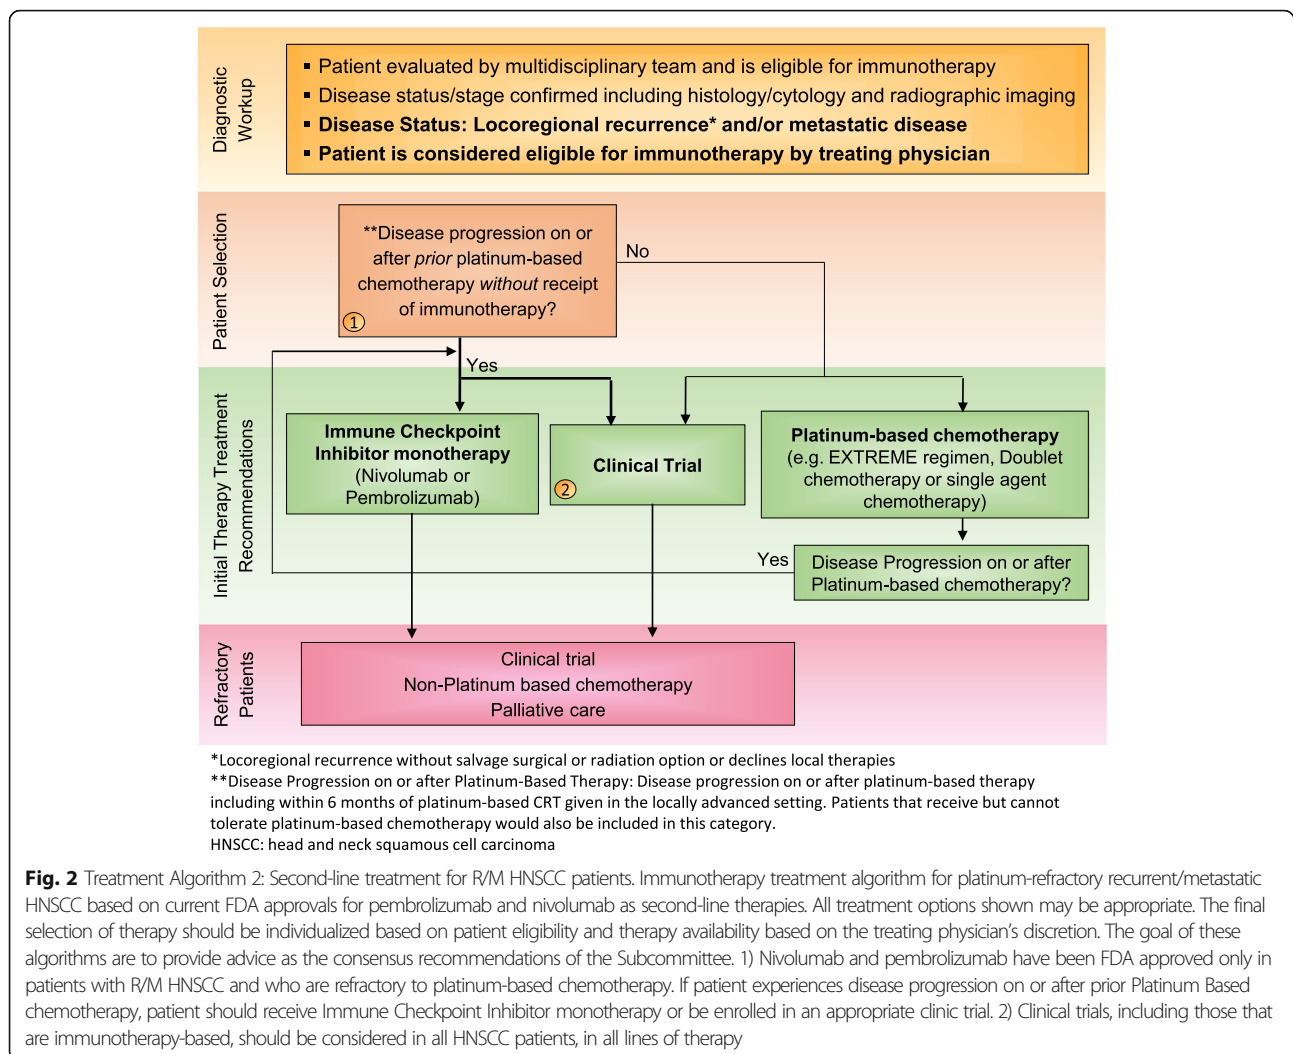 Diagnostic
Workup
▪ Patient evaluated by multidisciplinary team and is eligible for immunotherapy
▪ Disease status/stage confirmed including histology/cytology and radiographic imaging
▪ Disease Status: Locoregional recurrence* and/or metastatic disease
▪ Patient is considered eligible for immunotherapy by treating physician
Patient Selection
**Disease progression on or
after prior platinum-based
chemotherapy without receipt
of immunotherapy?
1
No
Yes
Initial Therapy Treatment
Recommendations
Immune Checkpoint
Inhibitor monotherapy
(Nivolumab or
Pembrolizumab)
Clinical Trial
2
Platinum-based chemotherapy
(e.g. EXTREME regimen, Doublet
chemotherapy or single agent
chemotherapy)
Yes
Disease Progression on or after
Platinum-based chemotherapy?
Refractory
Patients
Clinical trial
Non-Platinum based chemotherapy
Palliative care
*Locoregional recurrence without salvage surgical or radiation option or declines local therapies
**Disease Progression on or after Platinum-Based Therapy: Disease progression on or after platinum-based therapy
including within 6 months of platinum-based CRT given in the locally advanced setting. Patients that receive but cannot
tolerate platinum-based chemotherapy would also be included in this category.
HNSCC: head and neck squamous cell carcinoma
Fig. 2 Treatment Algorithm 2: Second-line treatment for R/M HNSCC patients. Immunotherapy treatment algorithm for platinum-refractory recurrent/metastatic
HNSCC based on current FDA approvals for pembrolizumab and nivolumab as second-line therapies. All treatment options shown may be appropriate. The final
selection of therapy should be individualized based on patient eligibility and therapy availability based on the treating physician's discretion. The goal of these
algorithms are to provide advice as the consensus recommendations of the Subcommittee. 1) Nivolumab and pembrolizumab have been FDA approved only in
patients with R/M HNSCC and who are refractory to platinum-based chemotherapy. If patient experiences disease progression on or after prior Platinum Based
chemotherapy, patient should receive Immune Checkpoint Inhibitor monotherapy or be enrolled in an appropriate clinic trial. 2) Clinical trials, including those that
are immunotherapy-based, should be considered in all HNSCC patients, in all lines of therapy